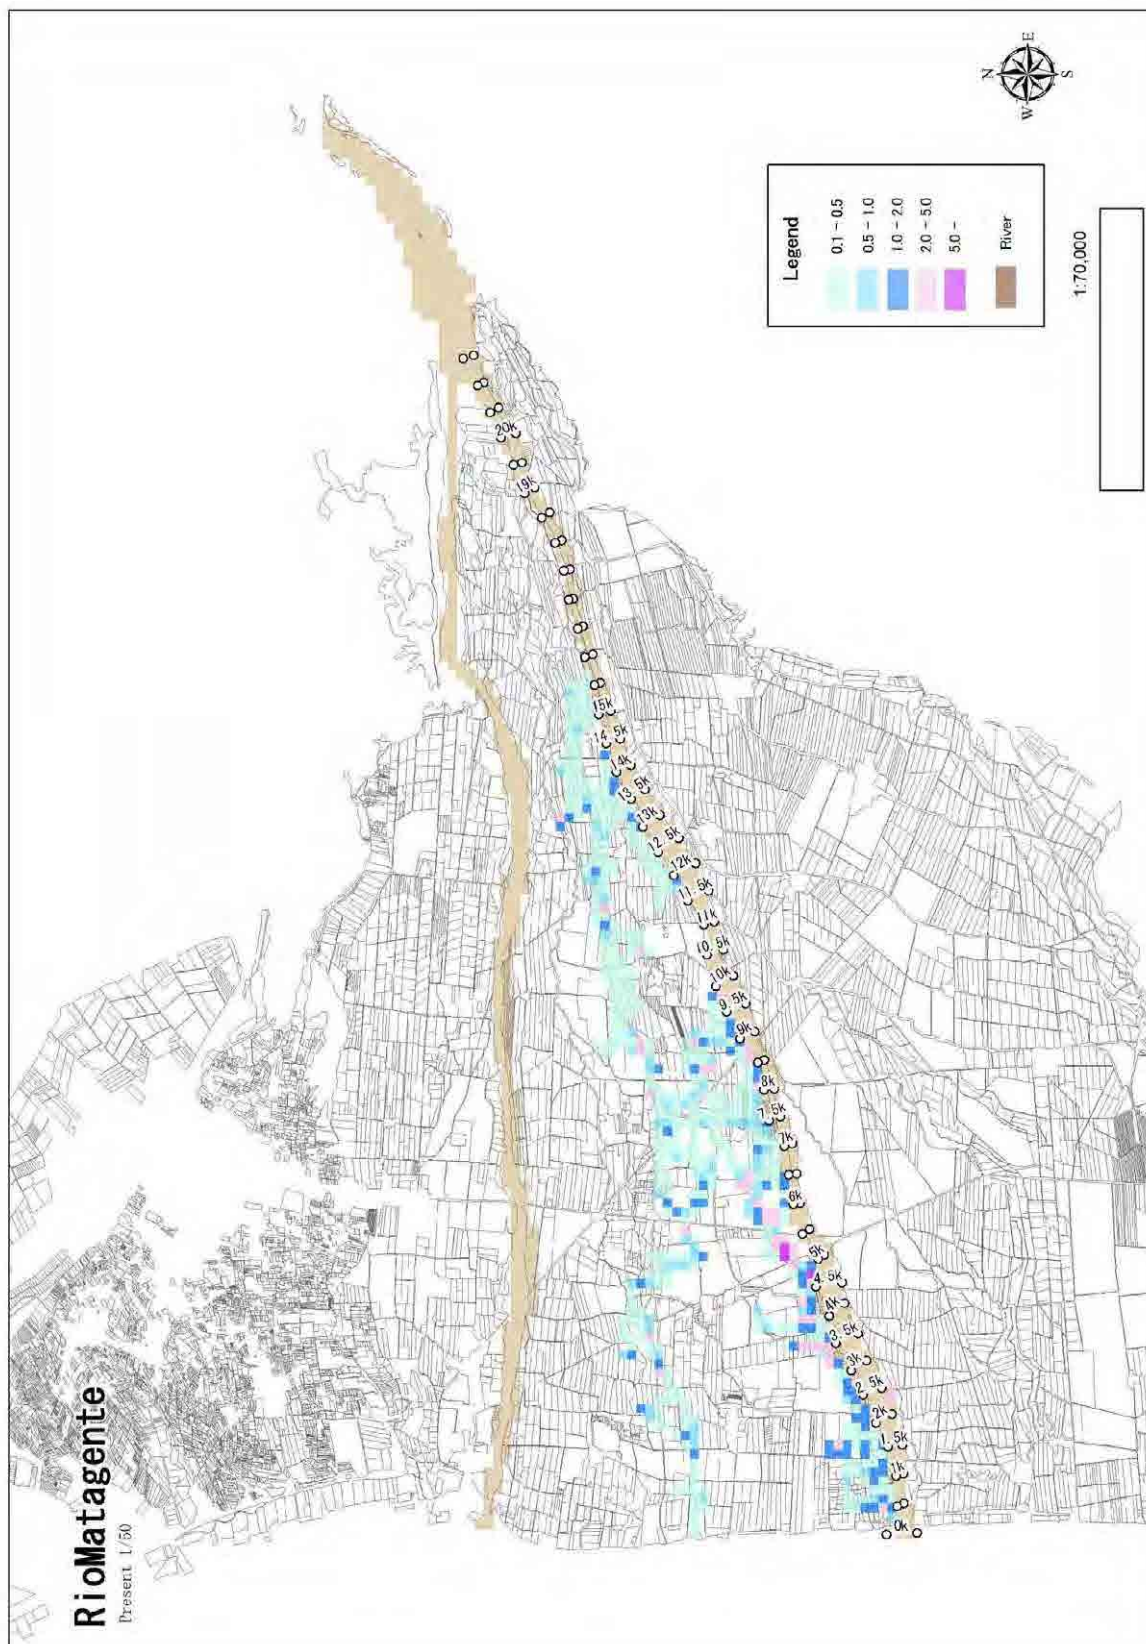 RioMatagente
Present 1/50
N
E
W
S
Legend
0.1 - 0.5
0.5 - 1.0
1.0 - 2.0
2.0 - 5.0
5.0 -
River
1:70,000
20k
19k
15k
14.5k
14k
13.5k
13k
12.5k
12k
11.5k
11k
10.5k
10k
9.5k
9k
8k
7.5k
7k
6k
5k
4.5k
4k
3.5k
3k
2.5k
2k
1.5k
1k
0k